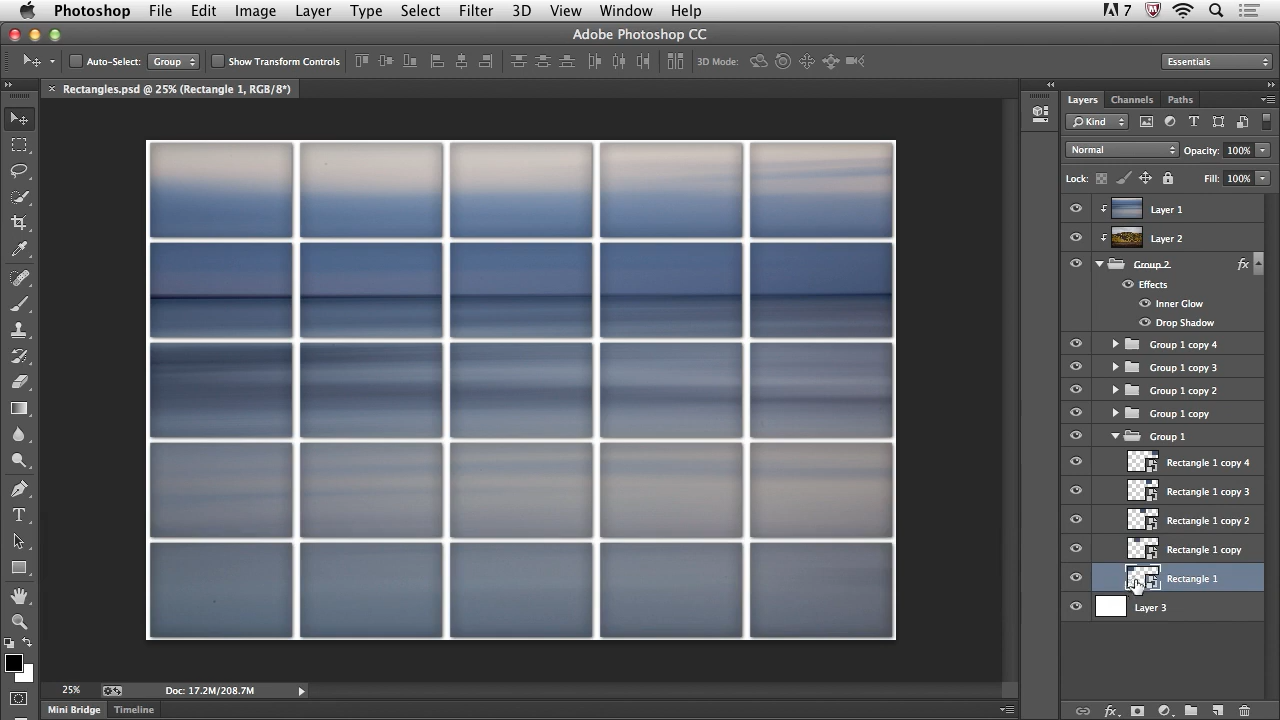 Photoshop File Edit Image Layer Type Select Filter 3D View Window Help 7
Adobe Photoshop CC
Auto-Select: Group Show Transform Controls 3D Mode: Essentials
× Rectangles.psd @ 25% (Rectangle 1, RGB/8*)
Layers Channels Paths
Kind
Normal Opacity: 100%
Lock: Fill: 100%
Layer 1
Layer 2
Group 2 fx
Effects
Inner Glow
Drop Shadow
Group 1 copy 4
Group 1 copy 3
Group 1 copy 2
Group 1 copy
Group 1
Rectangle 1 copy 4
Rectangle 1 copy 3
Rectangle 1 copy 2
Rectangle 1 copy
Rectangle 1
Layer 3
25% Doc: 17.2M/208.7M
Mini Bridge Timeline fx